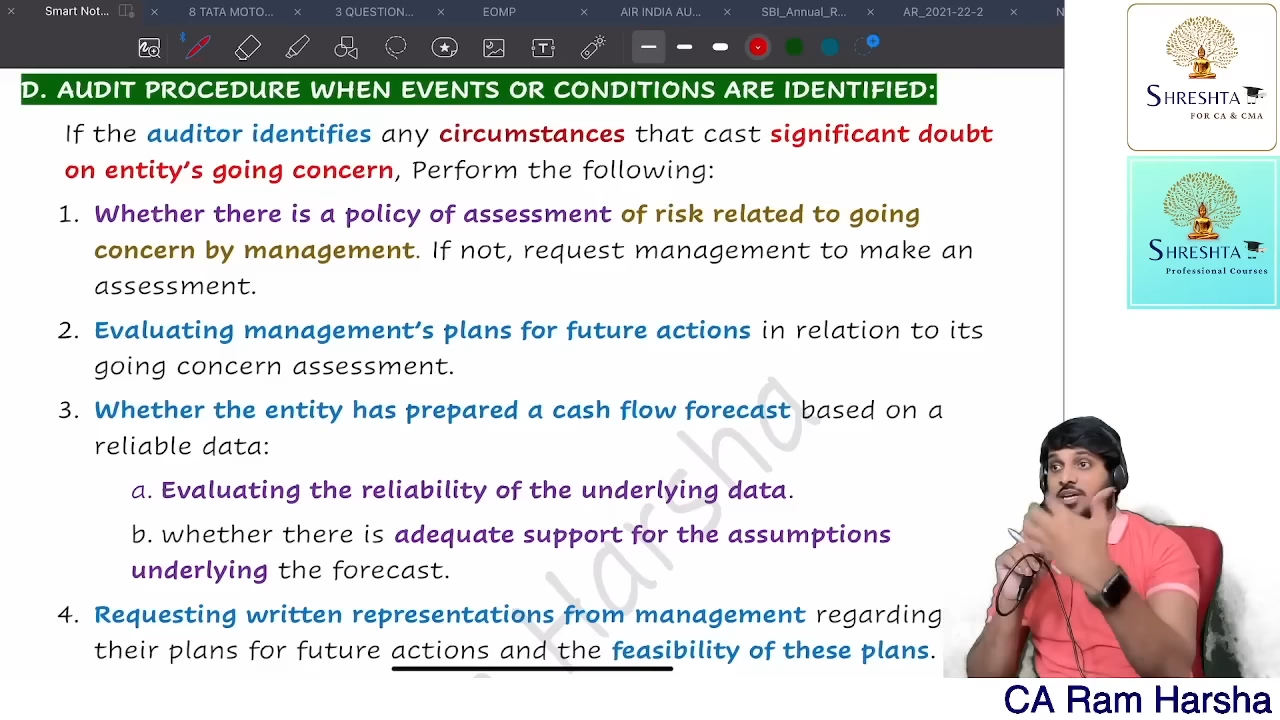 Smart Not...
8 TATA MOTO...
3 QUESTION...
EOMP
AIR INDIA AU...
SBI_Annual_R...
AR_2021-22-2
N
D. AUDIT PROCEDURE WHEN EVENTS OR CONDITIONS ARE IDENTIFIED:
If the auditor identifies any circumstances that cast significant doubt
on entity's going concern, Perform the following:
1. Whether there is a policy of assessment of risk related to going
concern by management. If not, request management to make an
assessment.
2. Evaluating management's plans for future actions in relation to its
going concern assessment.
3. Whether the entity has prepared a cash flow forecast based on a
reliable data:
a. Evaluating the reliability of the underlying data.
b. whether there is adequate support for the assumptions
underlying the forecast.
4. Requesting written representations from management regarding
their plans for future actions and the feasibility of these plans.
Harsha
SHRESHTA
FOR CA & CMA
SHRESHTA
Professional Courses
CA Ram Harsha